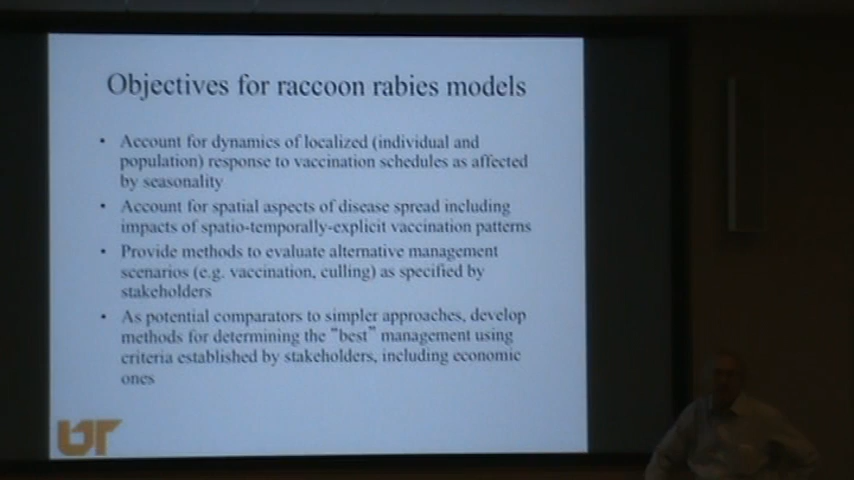 Objectives for raccoon rabies models
• Account for dynamics of localized (individual and
population) response to vaccination schedules as affected
by seasonality
• Account for spatial aspects of disease spread including
impacts of spatio-temporally-explicit vaccination patterns
• Provide methods to evaluate alternative management
scenarios (e.g. vaccination, culling) as specified by
stakeholders
• As potential comparators to simpler approaches, develop
methods for determining the "best" management using
criteria established by stakeholders, including economic
ones
UT